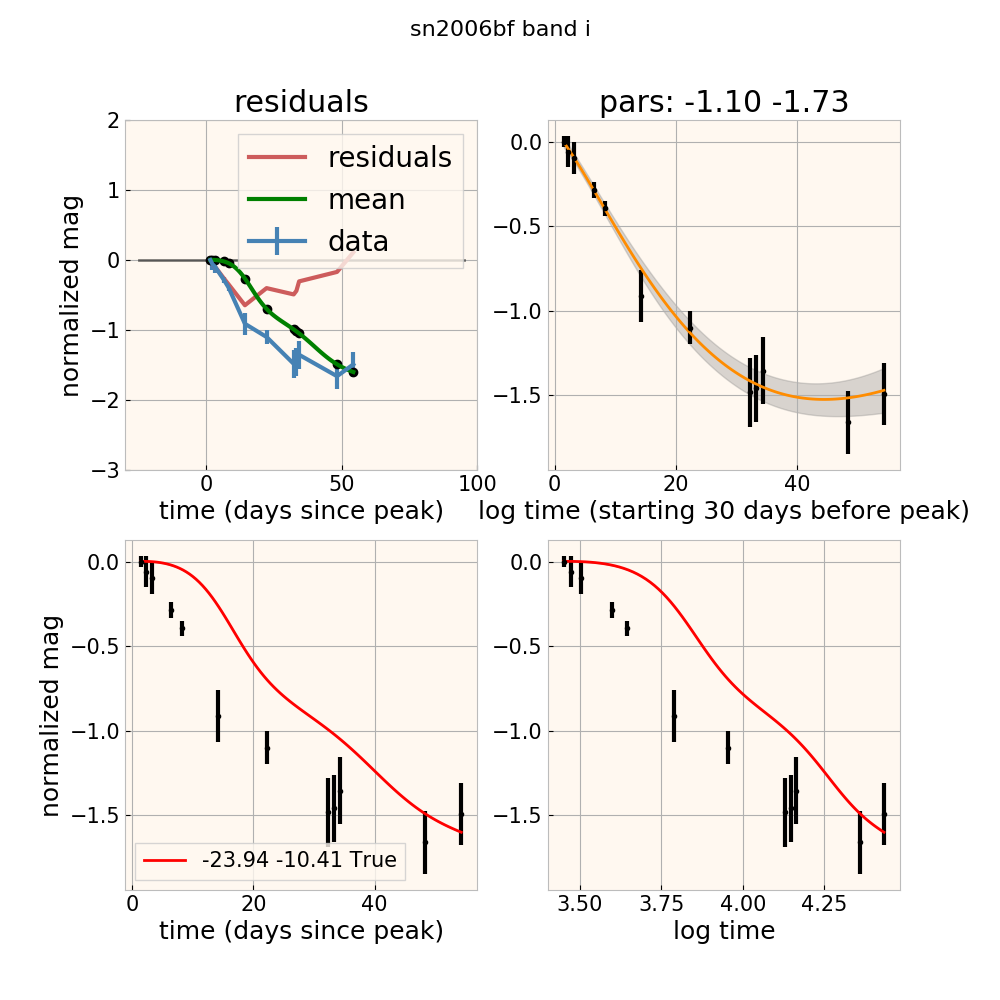 sn2006bf band i
residuals
pars: -1.10 -1.73
2
1
0
−1
−2
−3
normalized mag
residuals
mean
data
0
50
100
time (days since peak)
0.0
−0.5
−1.0
−1.5
0
20
40
log time (starting 30 days before peak)
0.0
−0.5
−1.0
−1.5
normalized mag
-23.94 -10.41 True
0
20
40
time (days since peak)
0.0
−0.5
−1.0
−1.5
3.50
3.75
4.00
4.25
log time